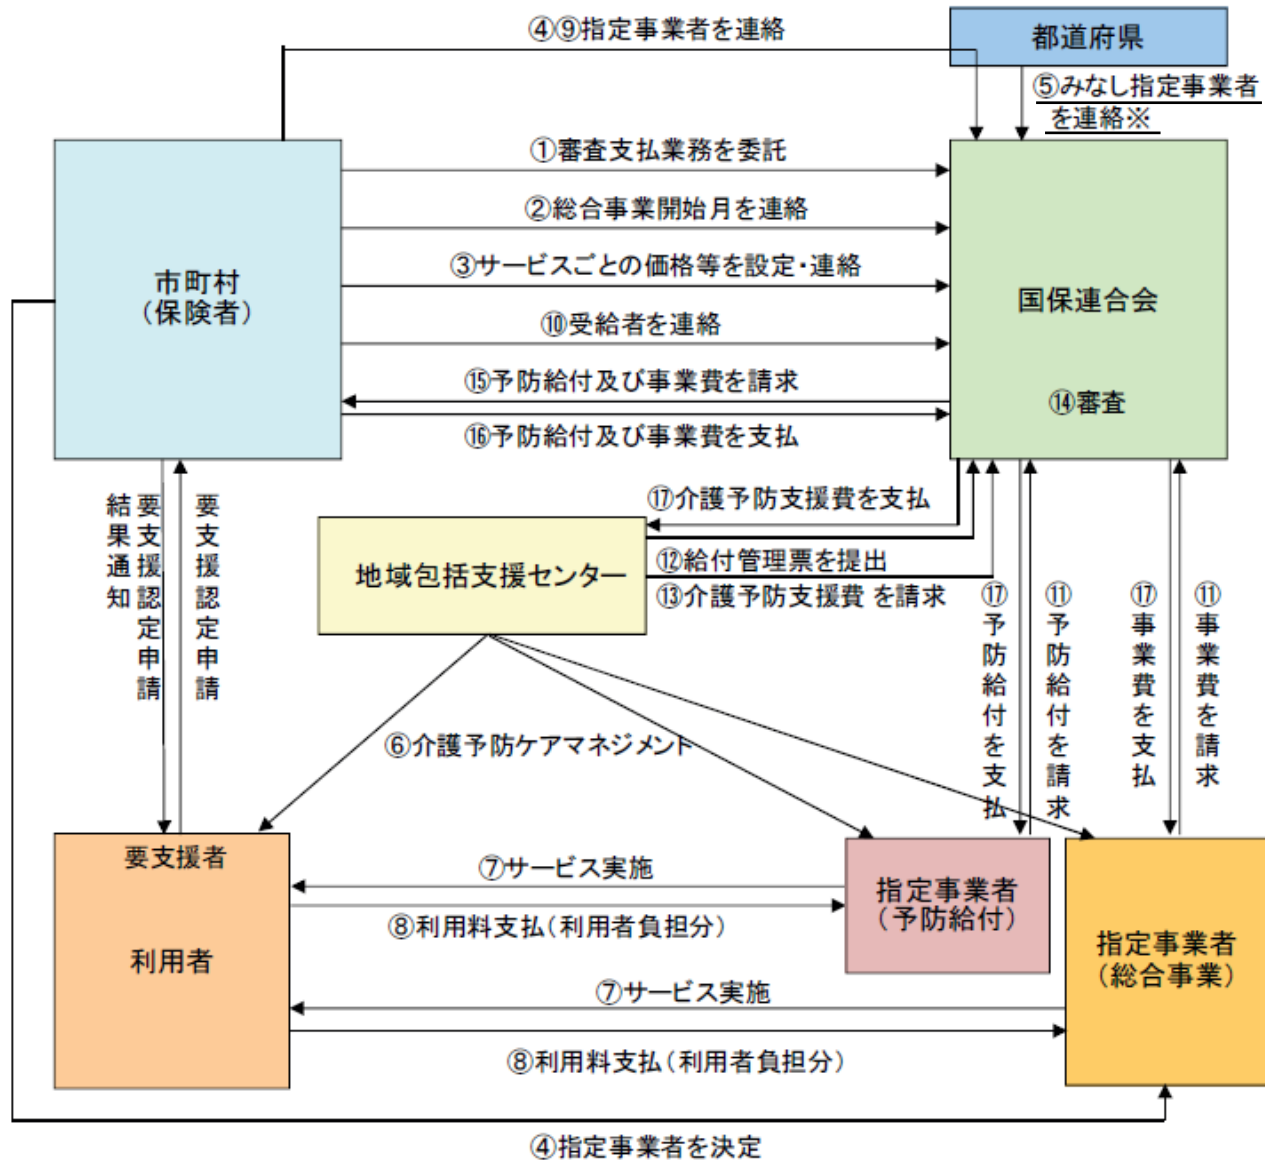 ④⑨指定事業者を連絡
都道府県
⑤みなし指定事業者
を連絡※
①審査支払業務を委託
②総合事業開始月を連絡
③サービスごとの価格等を設定・連絡
市町村
（保険者）
国保連合会
⑩受給者を連絡
⑮予防給付及び事業費を請求
⑭審査
⑯予防給付及び事業費を支払
要支援認定申請
結果通知
要支援認定申請
⑰介護予防支援費を支払
地域包括支援センター
⑫給付管理票を提出
⑬介護予防支援費 を請求
⑰予防給付を支払
⑪予防給付を請求
⑰事業費を支払
⑪事業費を請求
⑥介護予防ケアマネジメント
要支援者
利用者
⑦サービス実施
⑧利用料支払（利用者負担分）
指定事業者
（予防給付）
指定事業者
（総合事業）
⑦サービス実施
⑧利用料支払（利用者負担分）
④指定事業者を決定